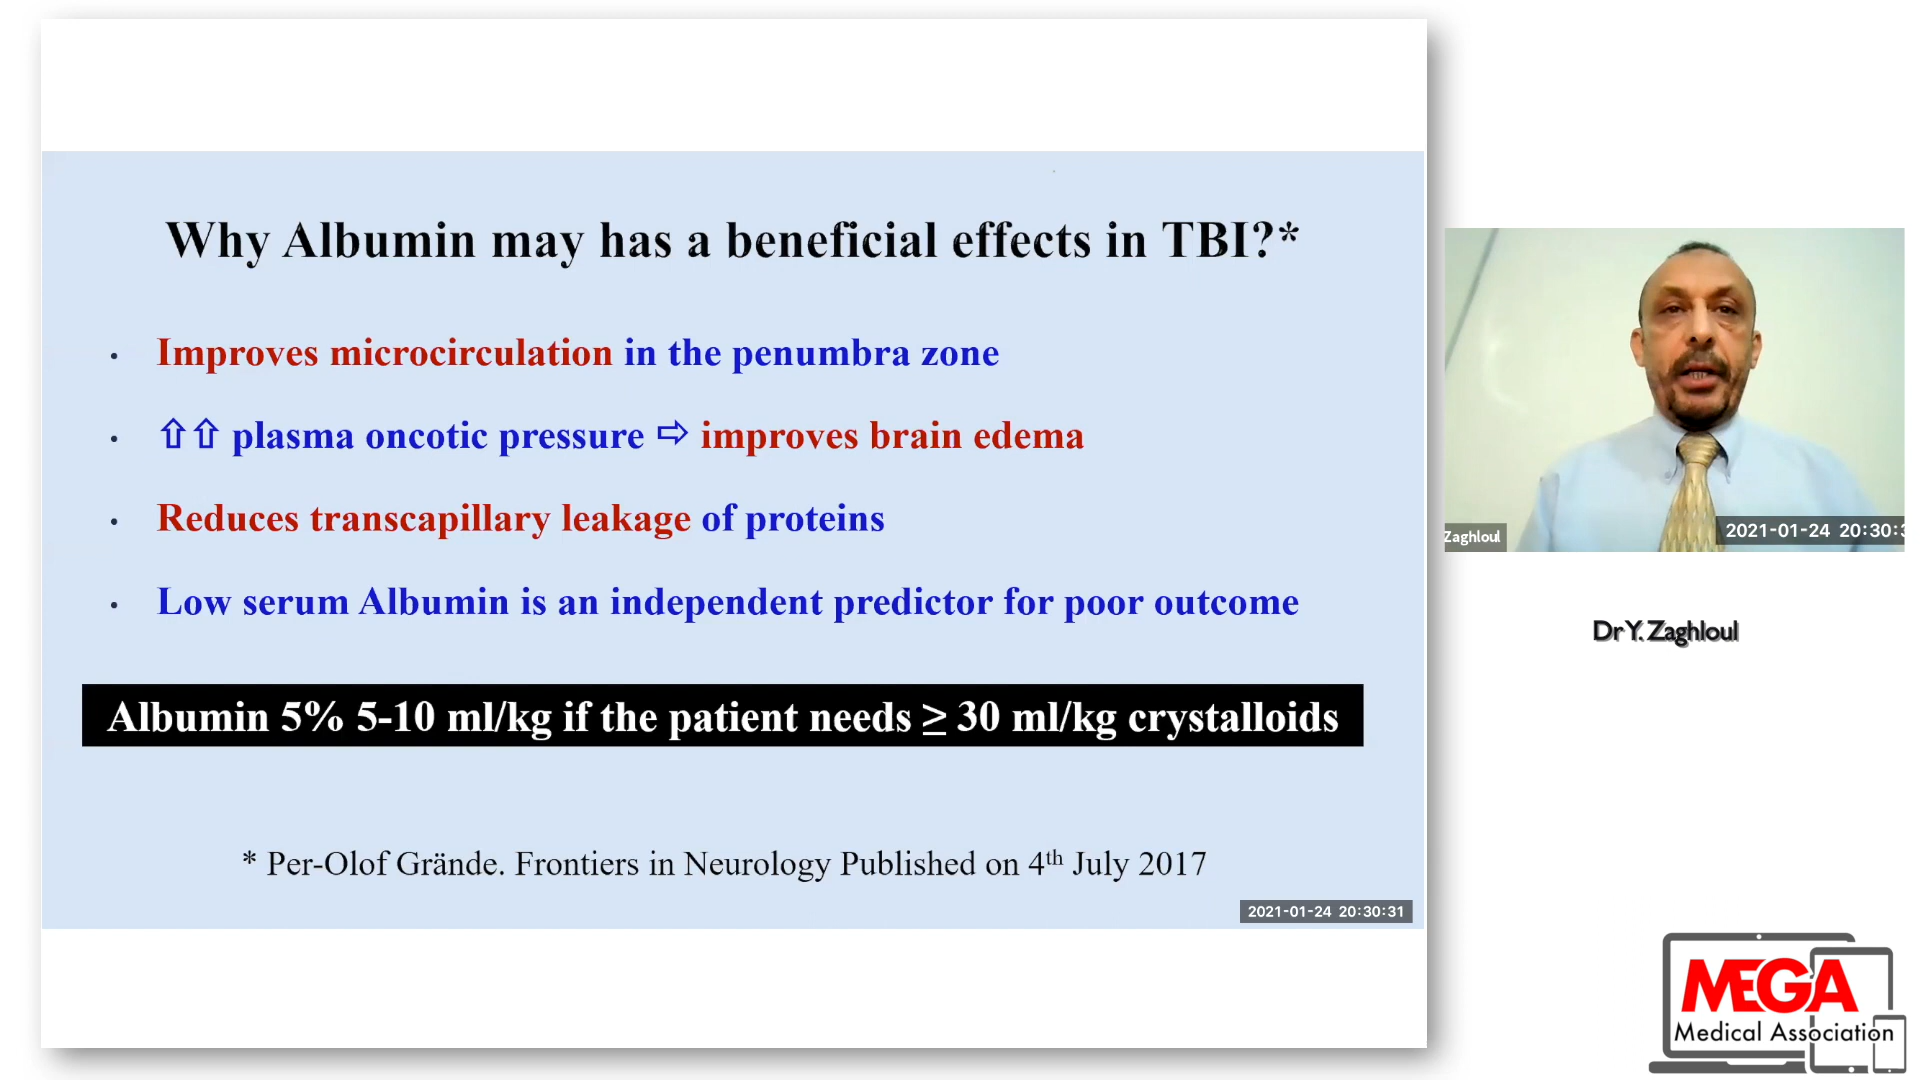 Why Albumin may has a beneficial effects in TBI?*
• Improves microcirculation in the penumbra zone
• ⇧⇧ plasma oncotic pressure ⇨ improves brain edema
• Reduces transcapillary leakage of proteins
• Low serum Albumin is an independent predictor for poor outcome
Albumin 5% 5-10 ml/kg if the patient needs ≥ 30 ml/kg crystalloids
* Per-Olof Grände. Frontiers in Neurology Published on 4th July 2017
2021-01-24 20:30:31
Zaghloul
2021-01-24 20:30:3
Dr Y. Zaghloul
MEGA
Medical Association